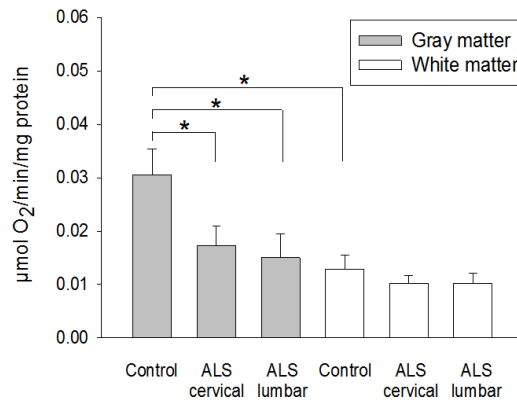 0.06
0.05
0.04
0.03
0.02
0.01
0.00
µmol O2/min/mg protein
Gray matter
White matter
*
*
*
Control
ALS
cervical
ALS
lumbar
Control
ALS
cervical
ALS
lumbar